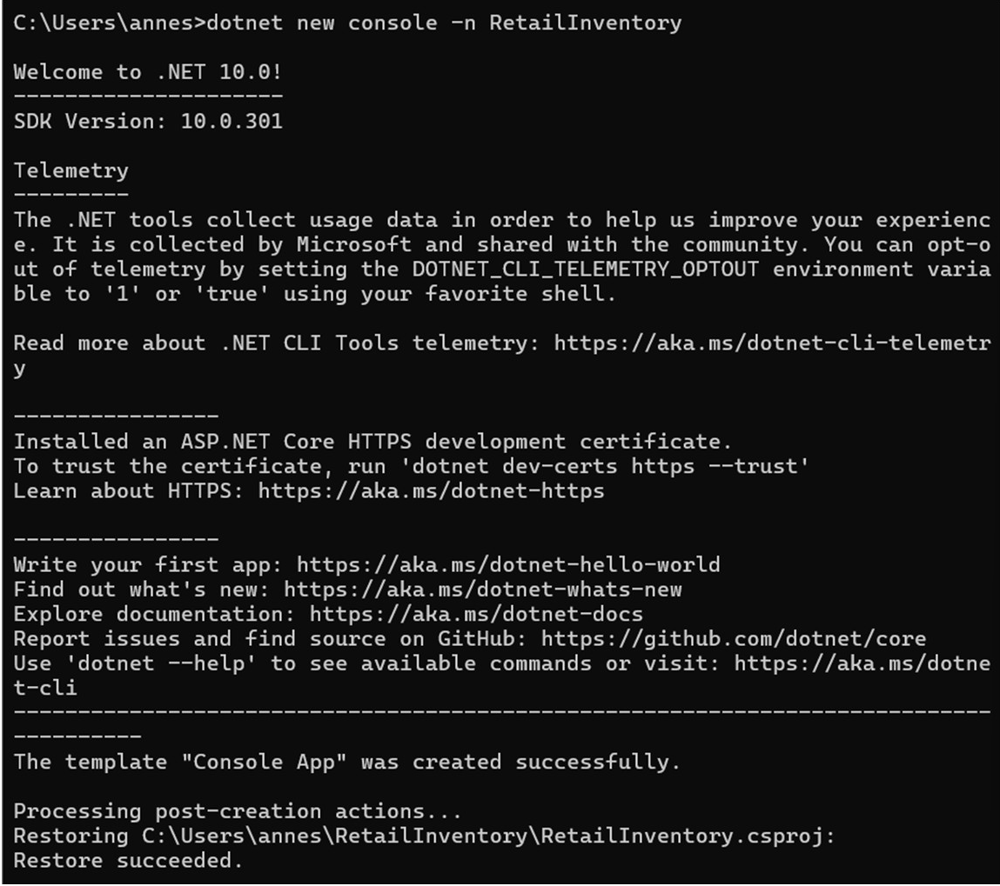 C:\Users\annes>dotnet new console -n RetailInventory
Welcome to .NET 10.0!
---------------------
SDK Version: 10.0.301
Telemetry
---------
The .NET tools collect usage data in order to help us improve your experienc
e. It is collected by Microsoft and shared with the community. You can opt-o
ut of telemetry by setting the DOTNET_CLI_TELEMETRY_OPTOUT environment varia
ble to '1' or 'true' using your favorite shell.
Read more about .NET CLI Tools telemetry: https://aka.ms/dotnet-cli-telemetr
y
----------------
Installed an ASP.NET Core HTTPS development certificate.
To trust the certificate, run 'dotnet dev-certs https --trust'
Learn about HTTPS: https://aka.ms/dotnet-https
----------------
Write your first app: https://aka.ms/dotnet-hello-world
Find out what's new: https://aka.ms/dotnet-whats-new
Explore documentation: https://aka.ms/dotnet-docs
Report issues and find source on GitHub: https://github.com/dotnet/core
Use 'dotnet --help' to see available commands or visit: https://aka.ms/dotne
t-cli
----------------------------------------------------------------------------
----------
The template "Console App" was created successfully.
Processing post-creation actions...
Restoring C:\Users\annes\RetailInventory\RetailInventory.csproj:
Restore succeeded.